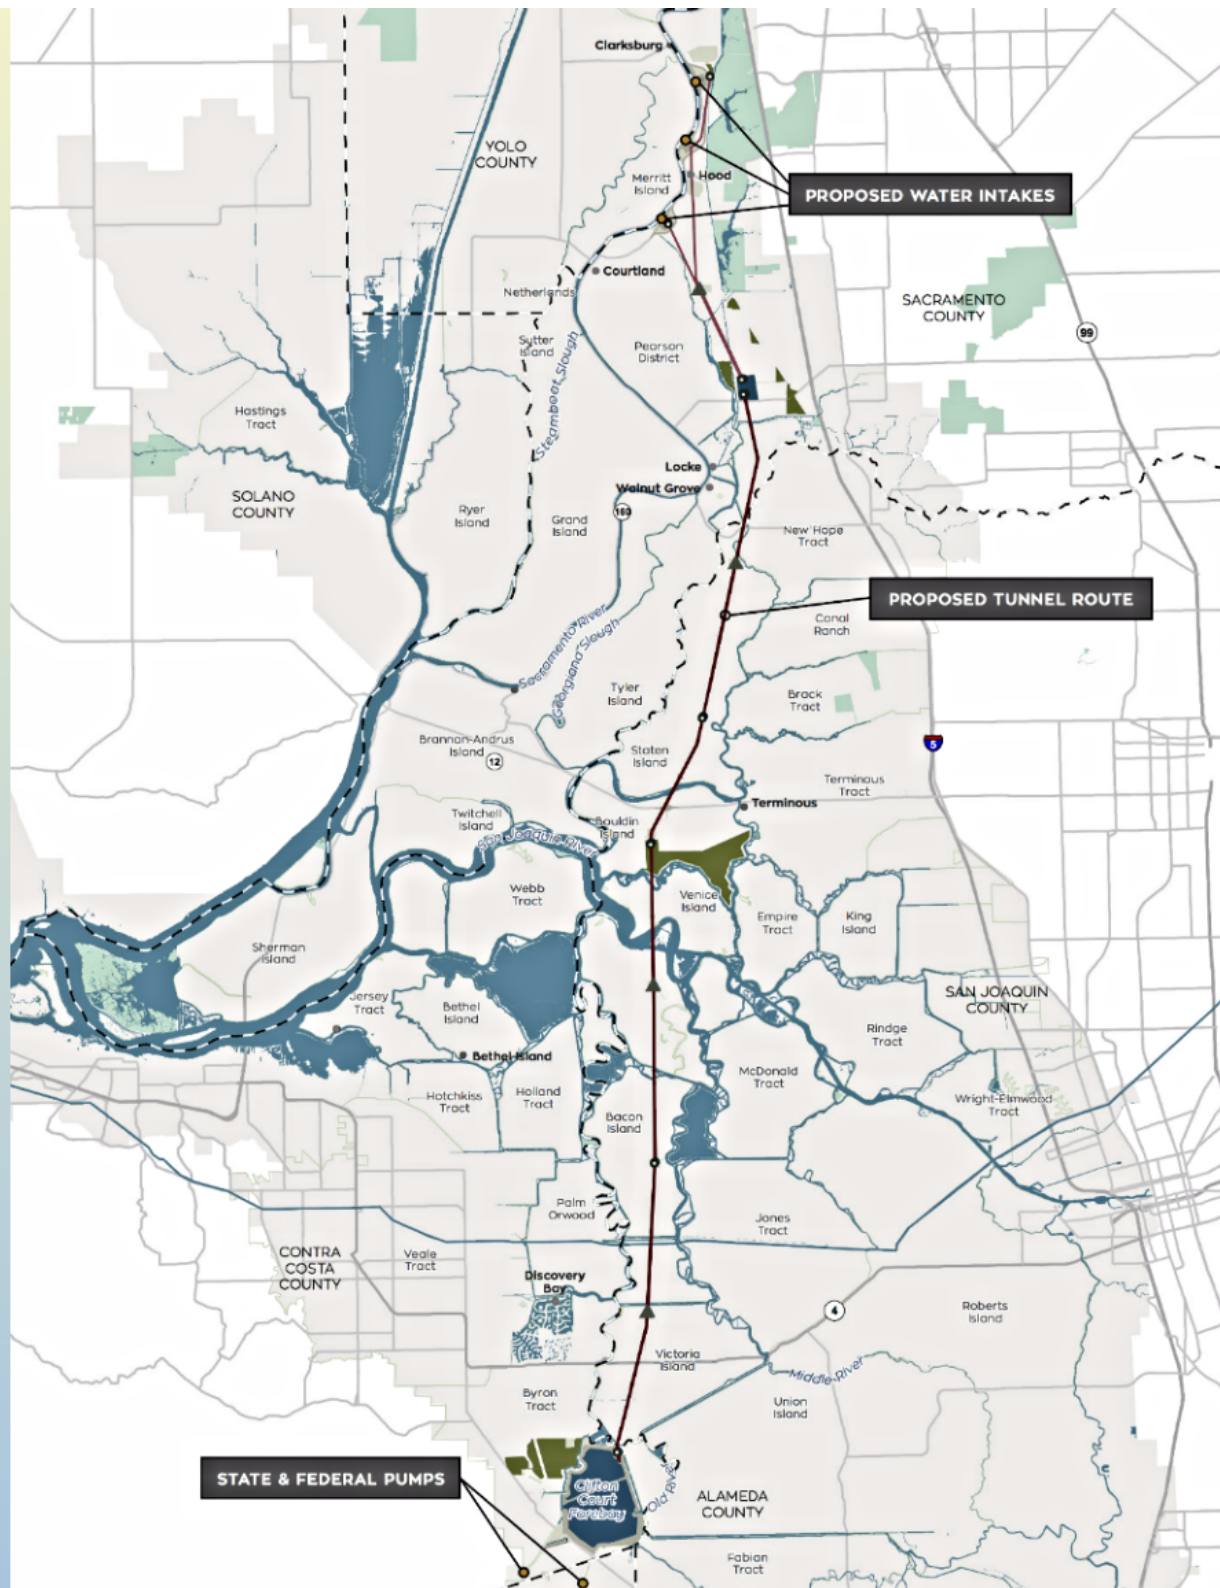 Clarksburg
YOLO
COUNTY
Merritt
Island
Hood
PROPOSED WATER INTAKES
Courtland
Netherlands
SACRAMENTO
COUNTY
99
Sutter
Island
Steamboat Slough
Pearson
District
Hastings
Tract
Locke
Walnut Grove
SOLANO
COUNTY
Ryer
Island
Grand
Island
160
New Hope
Tract
PROPOSED TUNNEL ROUTE
Canal
Ranch
Sacramento River
Georgiana Slough
Tyler
Island
Brack
Tract
Brannan-Andrus
Island
12
Staten
Island
5
Terminous
Tract
Terminous
Twitchell
Island
Bouldin
Island
San Joaquin River
Webb
Tract
Venice
Island
Empire
Tract
King
Island
Sherman
Island
Jersey
Tract
Bethel
Island
SAN JOAQUIN
COUNTY
Rindge
Tract
Bethel Island
McDonald
Tract
Hotchkiss
Tract
Holland
Tract
Wright-Elmwood
Tract
Bacon
Island
Palm
Orwood
Jones
Tract
CONTRA
COSTA
COUNTY
Veale
Tract
Discovery
Bay
4
Roberts
Island
Victoria
Island
Middle River
Byron
Tract
Union
Island
STATE & FEDERAL PUMPS
Clifton
Court
Forebay
Old River
ALAMEDA
COUNTY
Fabian
Tract